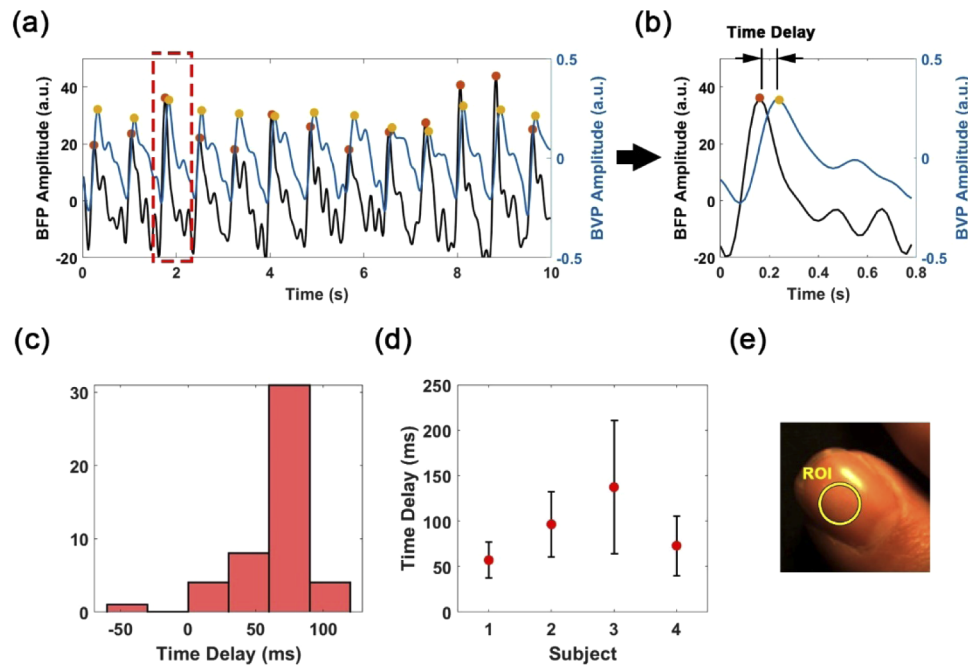 (a)
BFP Amplitude (a.u.)
40
20
0
-20
0
2
4
6
8
10
Time (s)
0.5
0
-0.5
BVP Amplitude (a.u.)
(b)
Time Delay
BFP Amplitude (a.u.)
40
20
0
-20
0
0.2
0.4
0.6
0.8
Time (s)
0.5
0
-0.5
BVP Amplitude (a.u.)
(c)
30
20
10
0
-50
0
50
100
Time Delay (ms)
(d)
Time Delay (ms)
250
200
150
100
50
0
1
2
3
4
Subject
(e)
ROI